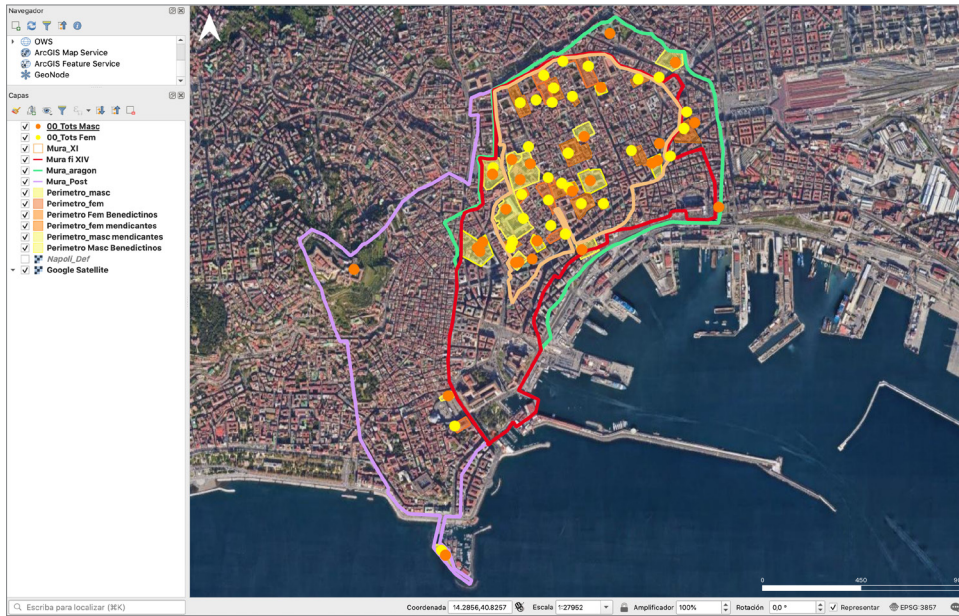 Navegador
OWS
ArcGIS Map Service
ArcGIS Feature Service
GeoNode
Capas
00_Tots Masc
00_Tots Fem
Mura_XI
Mura fi XIV
Mura_aragon
Mura_Post
Perimetro_masc
Perimetro_fem
Perimetro Fem Benedictinos
Perimetro_fem mendicantes
Perimetro_masc mendicantes
Perimetro Masc Benedictinos
Napoli_Def
Google Satellite
0 450
Escriba para localizar (⌘K)
Coordenada 14.2856,40.8257 Escala 1:27952 Amplificador 100% Rotación 0,0 ° Representar EPSG:3857